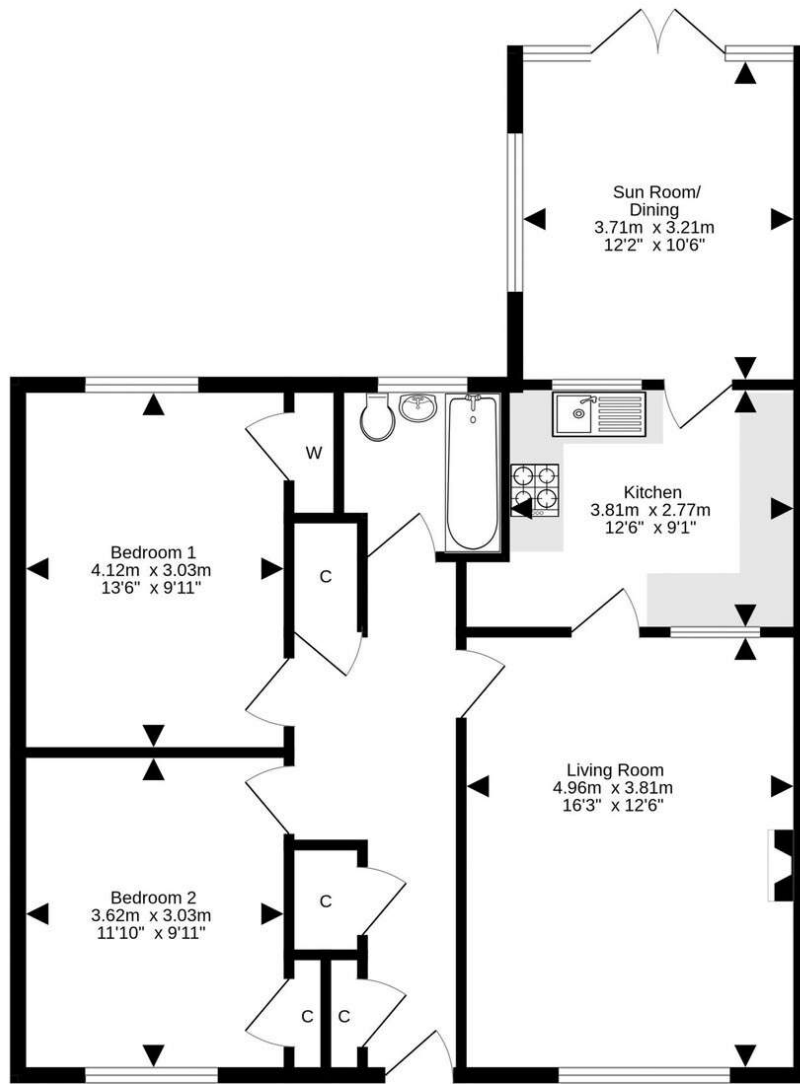 Sun Room/
Dining
3.71m x 3.21m
12'2" x 10'6"
W
Kitchen
3.81m x 2.77m
12'6" x 9'1"
Bedroom 1
4.12m x 3.03m
13'6" x 9'11"
C
Living Room
4.96m x 3.81m
16'3" x 12'6"
Bedroom 2
3.62m x 3.03m
11'10" x 9'11"
C
C
C